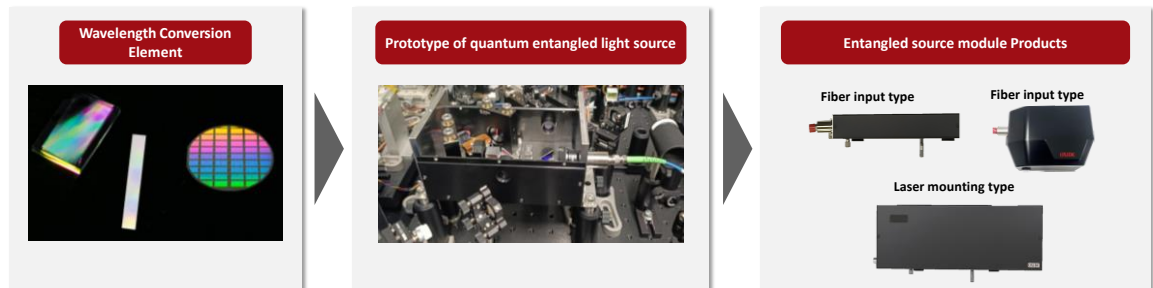 Wavelength Conversion
Element
Prototype of quantum entangled light source
Entangled source module Products
Fiber input type
Fiber input type
Laser mounting type